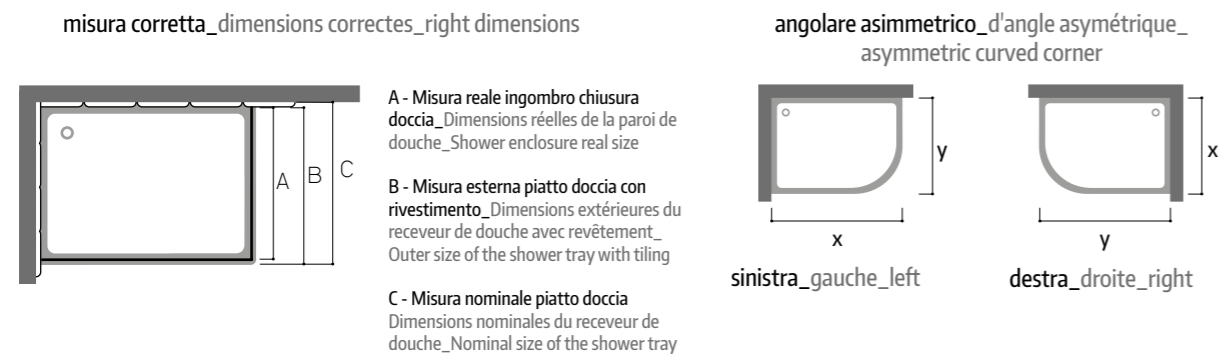 misura corretta_dimensions correctes_right dimensions
A
B
C
A - Misura reale ingombro chiusura
doccia_Dimensions réelles de la paroi de
douche_Shower enclosure real size
B - Misura esterna piatto doccia con
rivestimento_Dimensions extérieures du
receveur de douche avec revêtement_
Outer size of the shower tray with tiling
C - Misura nominale piatto doccia
Dimensions nominales du receveur de
douche_Nominal size of the shower tray
angolare asimmetrico_d'angle asymétrique_
asymmetric curved corner
y
x
sinistra_gauche_left
x
y
destra_droite_right